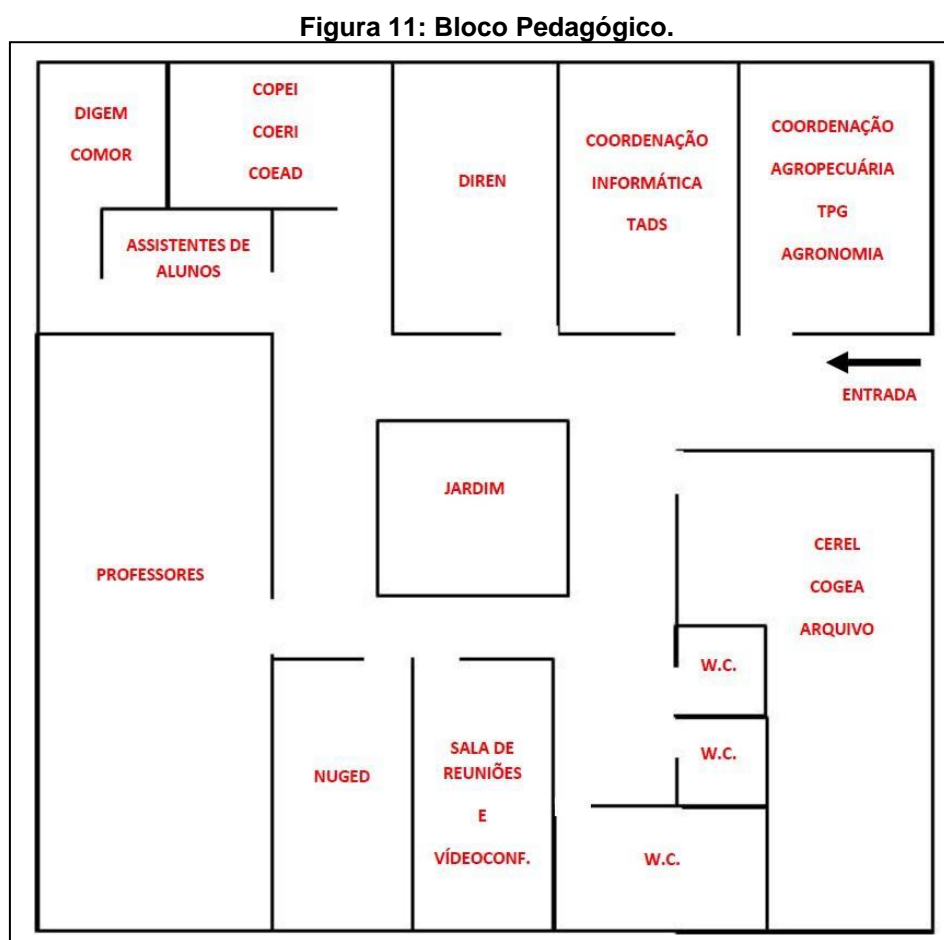 Figura 11: Bloco Pedagógico.
DIGEM
COMOR
COPEI
COERI
COEAD
ASSISTENTES DE
ALUNOS
DIREN
COORDENAÇÃO
INFORMÁTICA
TADS
COORDENAÇÃO
AGROPECUÁRIA
TPG
AGRONOMIA
ENTRADA
JARDIM
PROFESSORES
CEREL
COGEA
ARQUIVO
W.C.
W.C.
W.C.
NUGED
SALA DE
REUNIÕES
E
VÍDEOCONF.